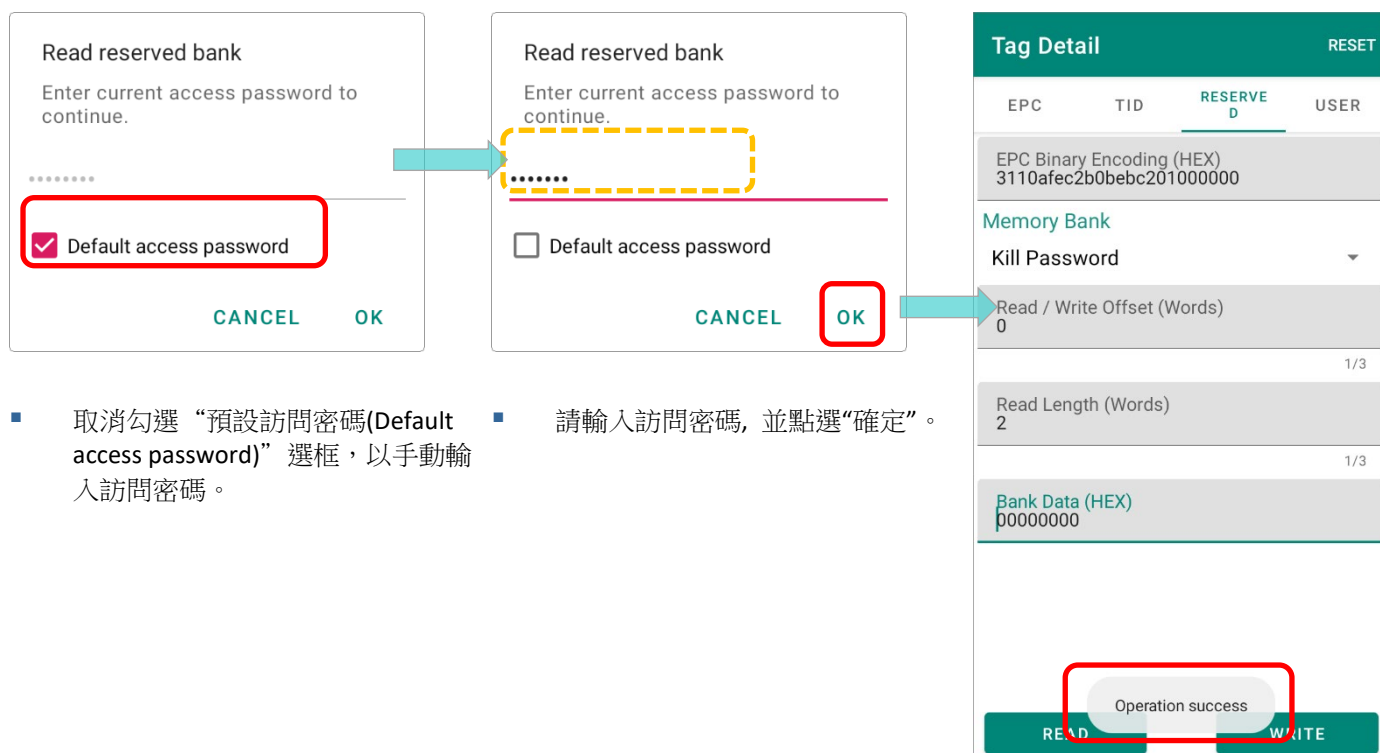 Read reserved bank
Enter current access password to
continue.
••••••••
Default access password
CANCEL OK
▪ 取消勾選“預設訪問密碼(Default
access password)”選框，以手動輸
入訪問密碼。
Read reserved bank
Enter current access password to
continue.
•••••••
Default access password
CANCEL OK
▪ 請輸入訪問密碼, 並點選“確定”。
Tag Detail RESET
EPC TID RESERVE
D USER
EPC Binary Encoding (HEX)
3110afec2b0bebc201000000
Memory Bank
Kill Password
Read / Write Offset (Words)
0
1/3
Read Length (Words)
2
1/3
Bank Data (HEX)
00000000
Operation success
READ WRITE